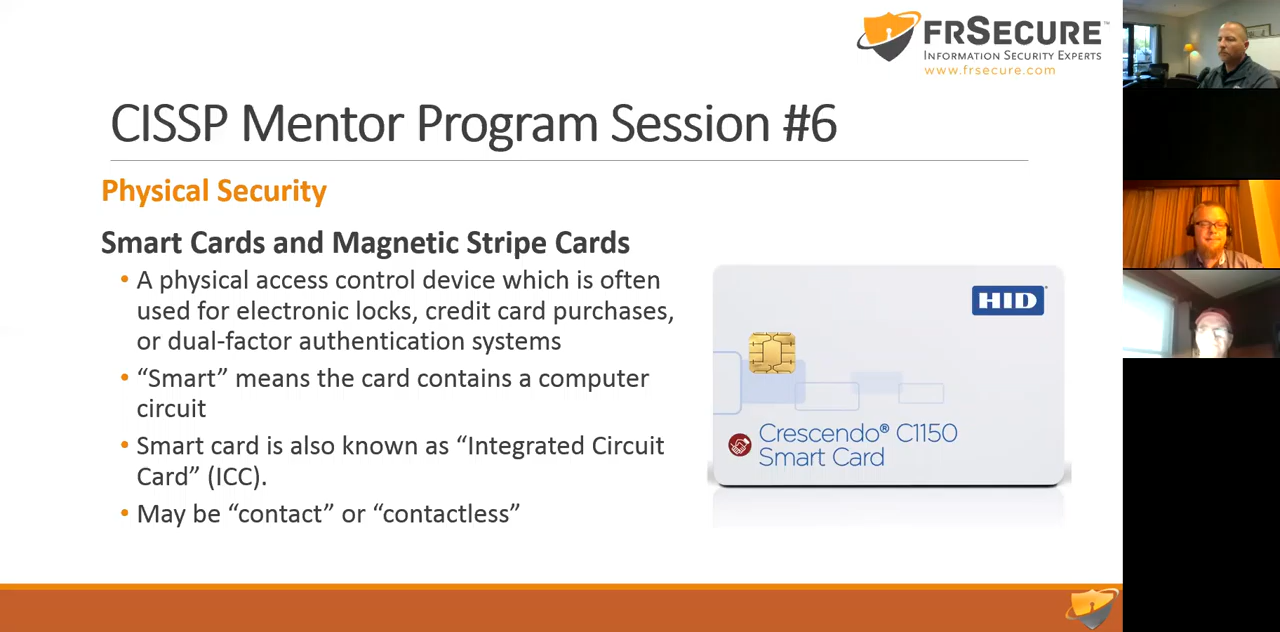 FRSECURE™
INFORMATION SECURITY EXPERTS
www.frsecure.com
CISSP Mentor Program Session #6
Physical Security
Smart Cards and Magnetic Stripe Cards
• A physical access control device which is often
used for electronic locks, credit card purchases,
or dual-factor authentication systems
• “Smart” means the card contains a computer
circuit
• Smart card is also known as “Integrated Circuit
Card” (ICC).
• May be “contact” or “contactless”
HID
Crescendo® C1150
Smart Card